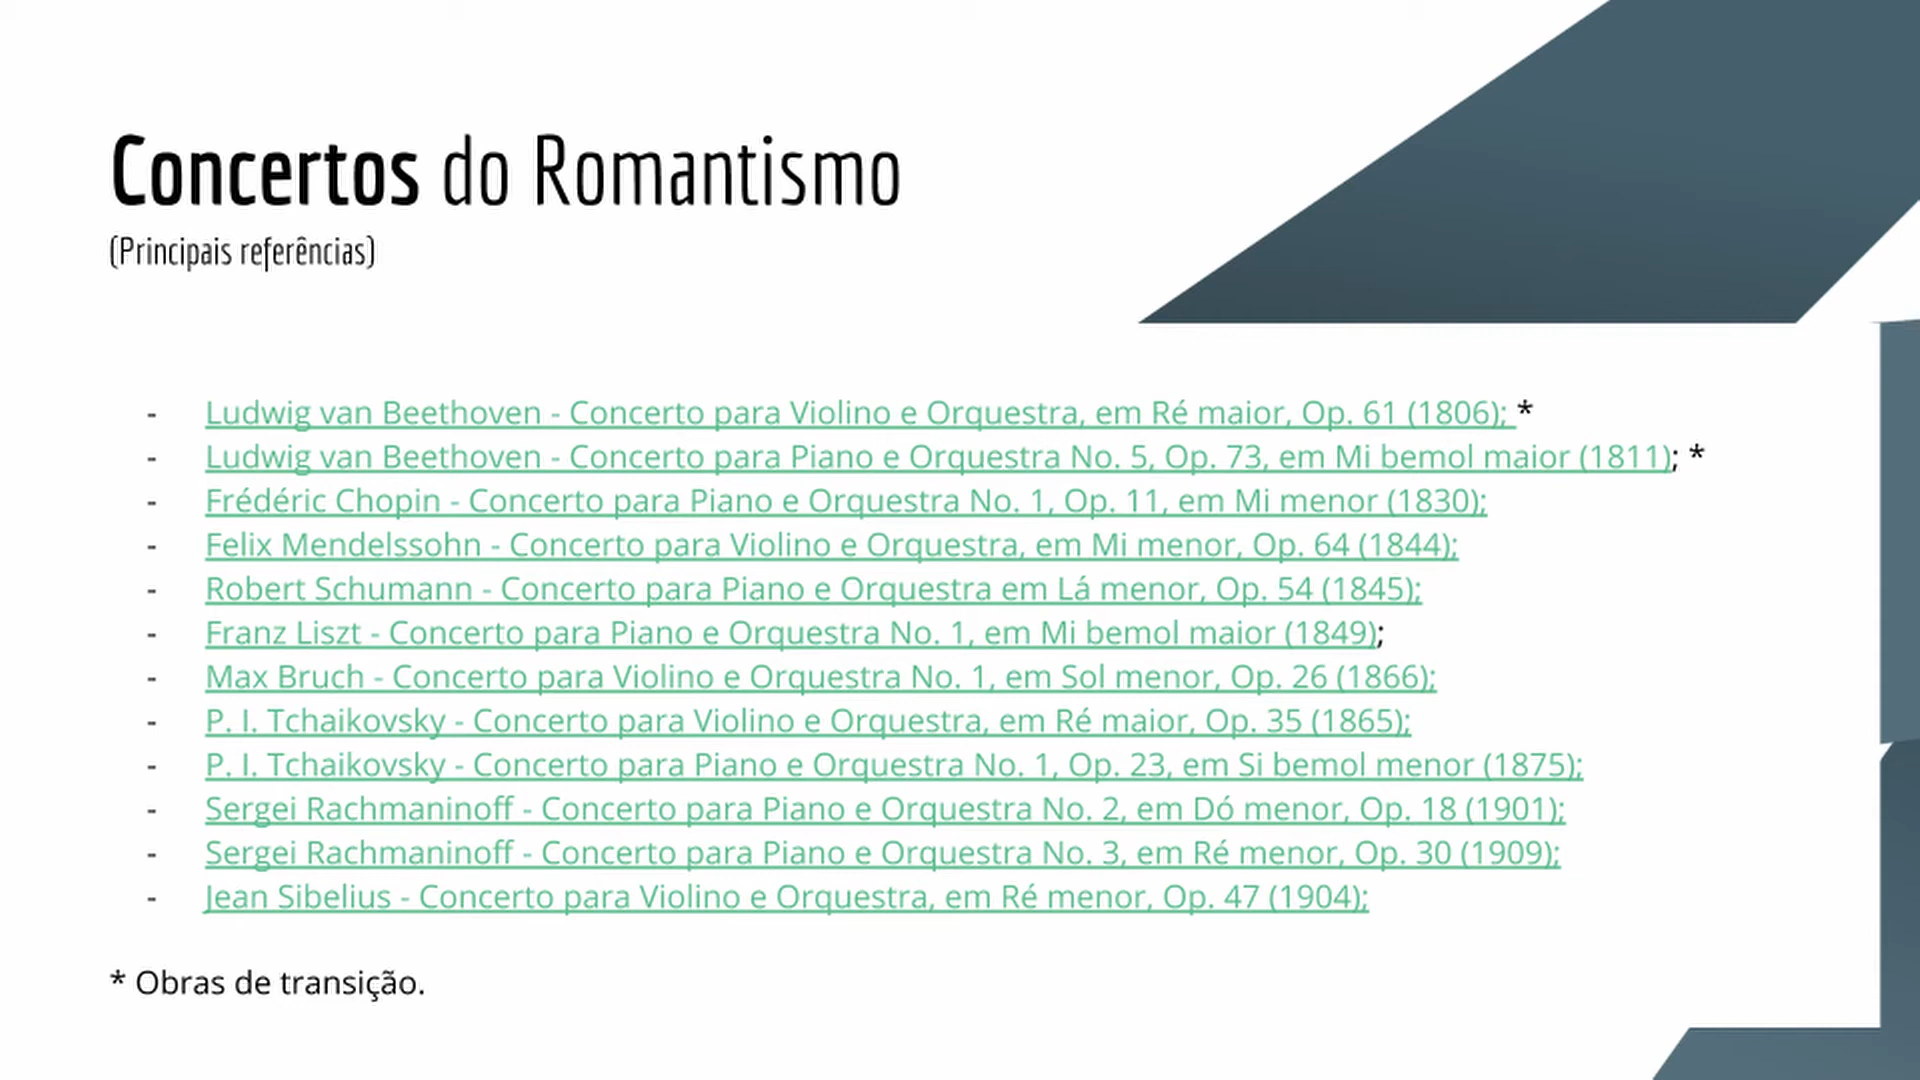 Concertos do Romantismo
(Principais referências)
- Ludwig van Beethoven - Concerto para Violino e Orquestra, em Ré maior, Op. 61 (1806); *
- Ludwig van Beethoven - Concerto para Piano e Orquestra No. 5, Op. 73, em Mi bemol maior (1811); *
- Frédéric Chopin - Concerto para Piano e Orquestra No. 1, Op. 11, em Mi menor (1830);
- Felix Mendelssohn - Concerto para Violino e Orquestra, em Mi menor, Op. 64 (1844);
- Robert Schumann - Concerto para Piano e Orquestra em Lá menor, Op. 54 (1845);
- Franz Liszt - Concerto para Piano e Orquestra No. 1, em Mi bemol maior (1849);
- Max Bruch - Concerto para Violino e Orquestra No. 1, em Sol menor, Op. 26 (1866);
- P. I. Tchaikovsky - Concerto para Violino e Orquestra, em Ré maior, Op. 35 (1865);
- P. I. Tchaikovsky - Concerto para Piano e Orquestra No. 1, Op. 23, em Si bemol menor (1875);
- Sergei Rachmaninoff - Concerto para Piano e Orquestra No. 2, em Dó menor, Op. 18 (1901);
- Sergei Rachmaninoff - Concerto para Piano e Orquestra No. 3, em Ré menor, Op. 30 (1909);
- Jean Sibelius - Concerto para Violino e Orquestra, em Ré menor, Op. 47 (1904);
* Obras de transição.